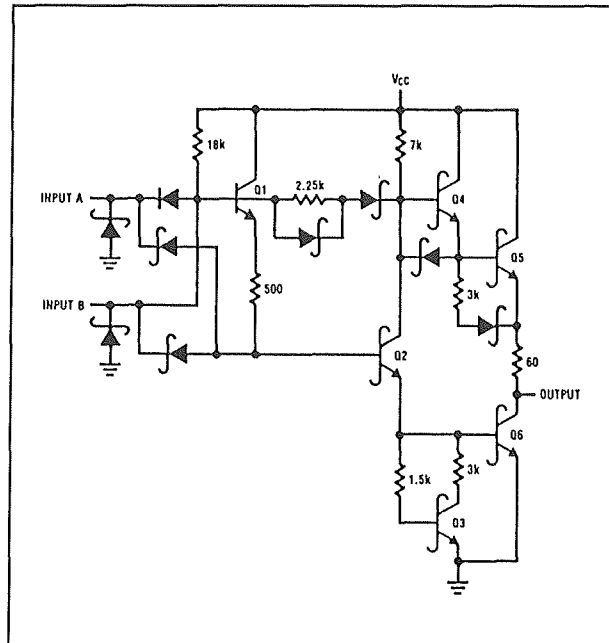 VCC
18k
7k
2.25k
INPUT A
Q1
Q4
Q5
500
3k
INPUT B
60
Q2
OUTPUT
Q6
1.5k
3k
Q3